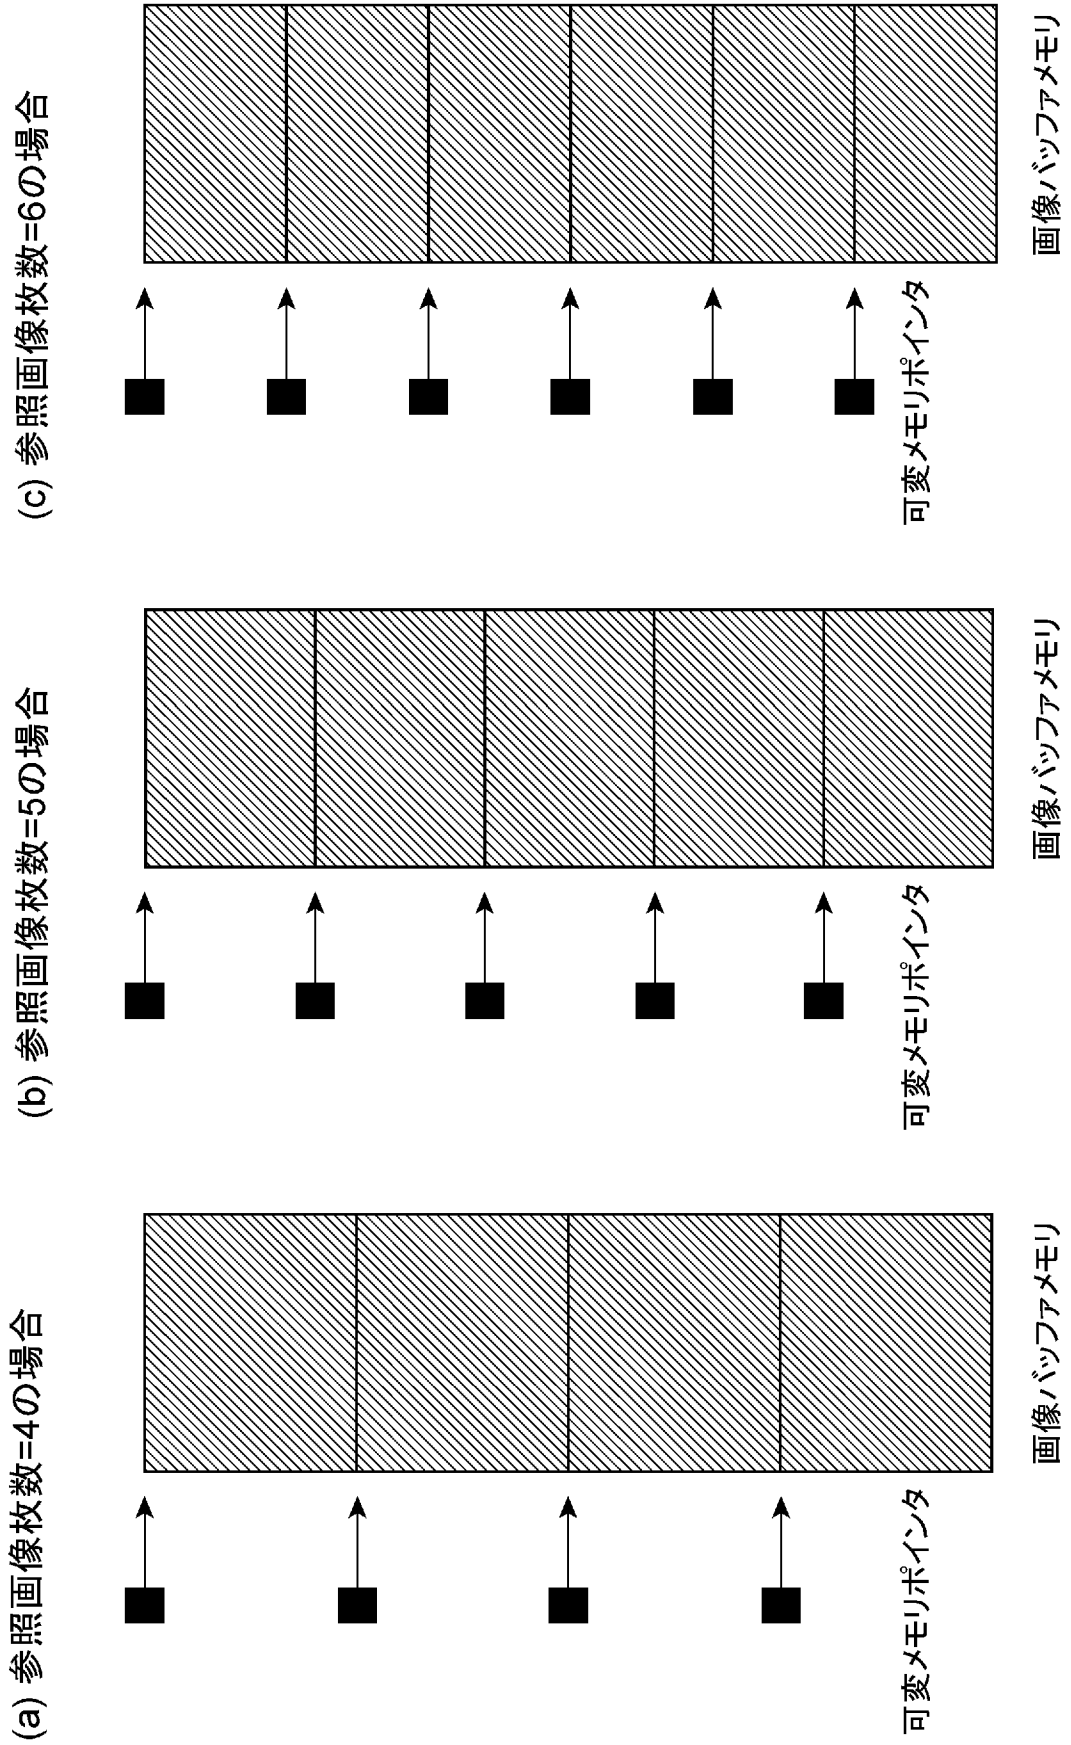 (a) 参照画像枚数=4の場合
可変メモリポインタ
画像バッファメモリ
(b) 参照画像枚数=5の場合
可変メモリポインタ
画像バッファメモリ
(c) 参照画像枚数=6の場合
可変メモリポインタ
画像バッファメモリ